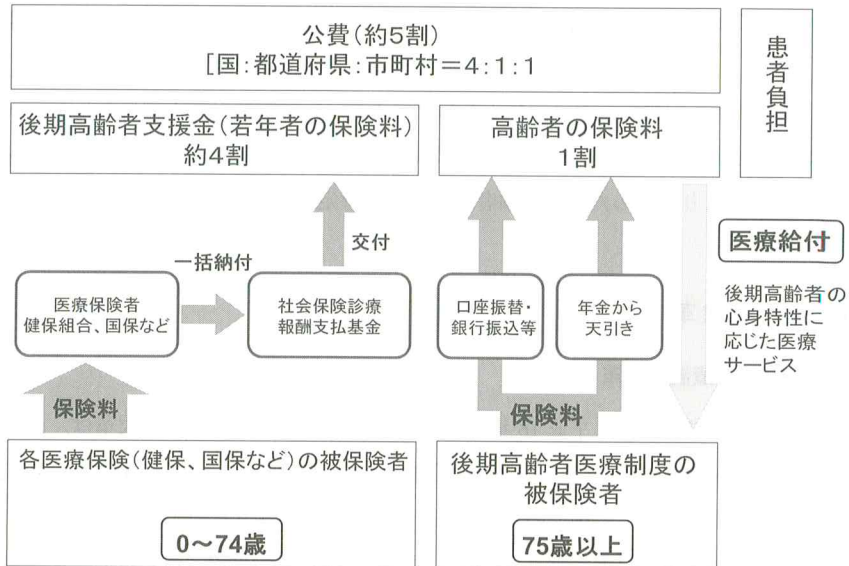 公費(約5割)
[国:都道府県:市町村=4:1:1
患者負担
後期高齢者支援金(若年者の保険料)
約4割
高齢者の保険料
1割
交付
一括納付
医療給付
医療保険者
健保組合、国保など
社会保険診療
報酬支払基金
口座振替・
銀行振込等
年金から
天引き
後期高齢者の
心身特性に
応じた医療
サービス
保険料
保険料
各医療保険(健保、国保など)の被保険者
0〜74歳
後期高齢者医療制度の
被保険者
75歳以上